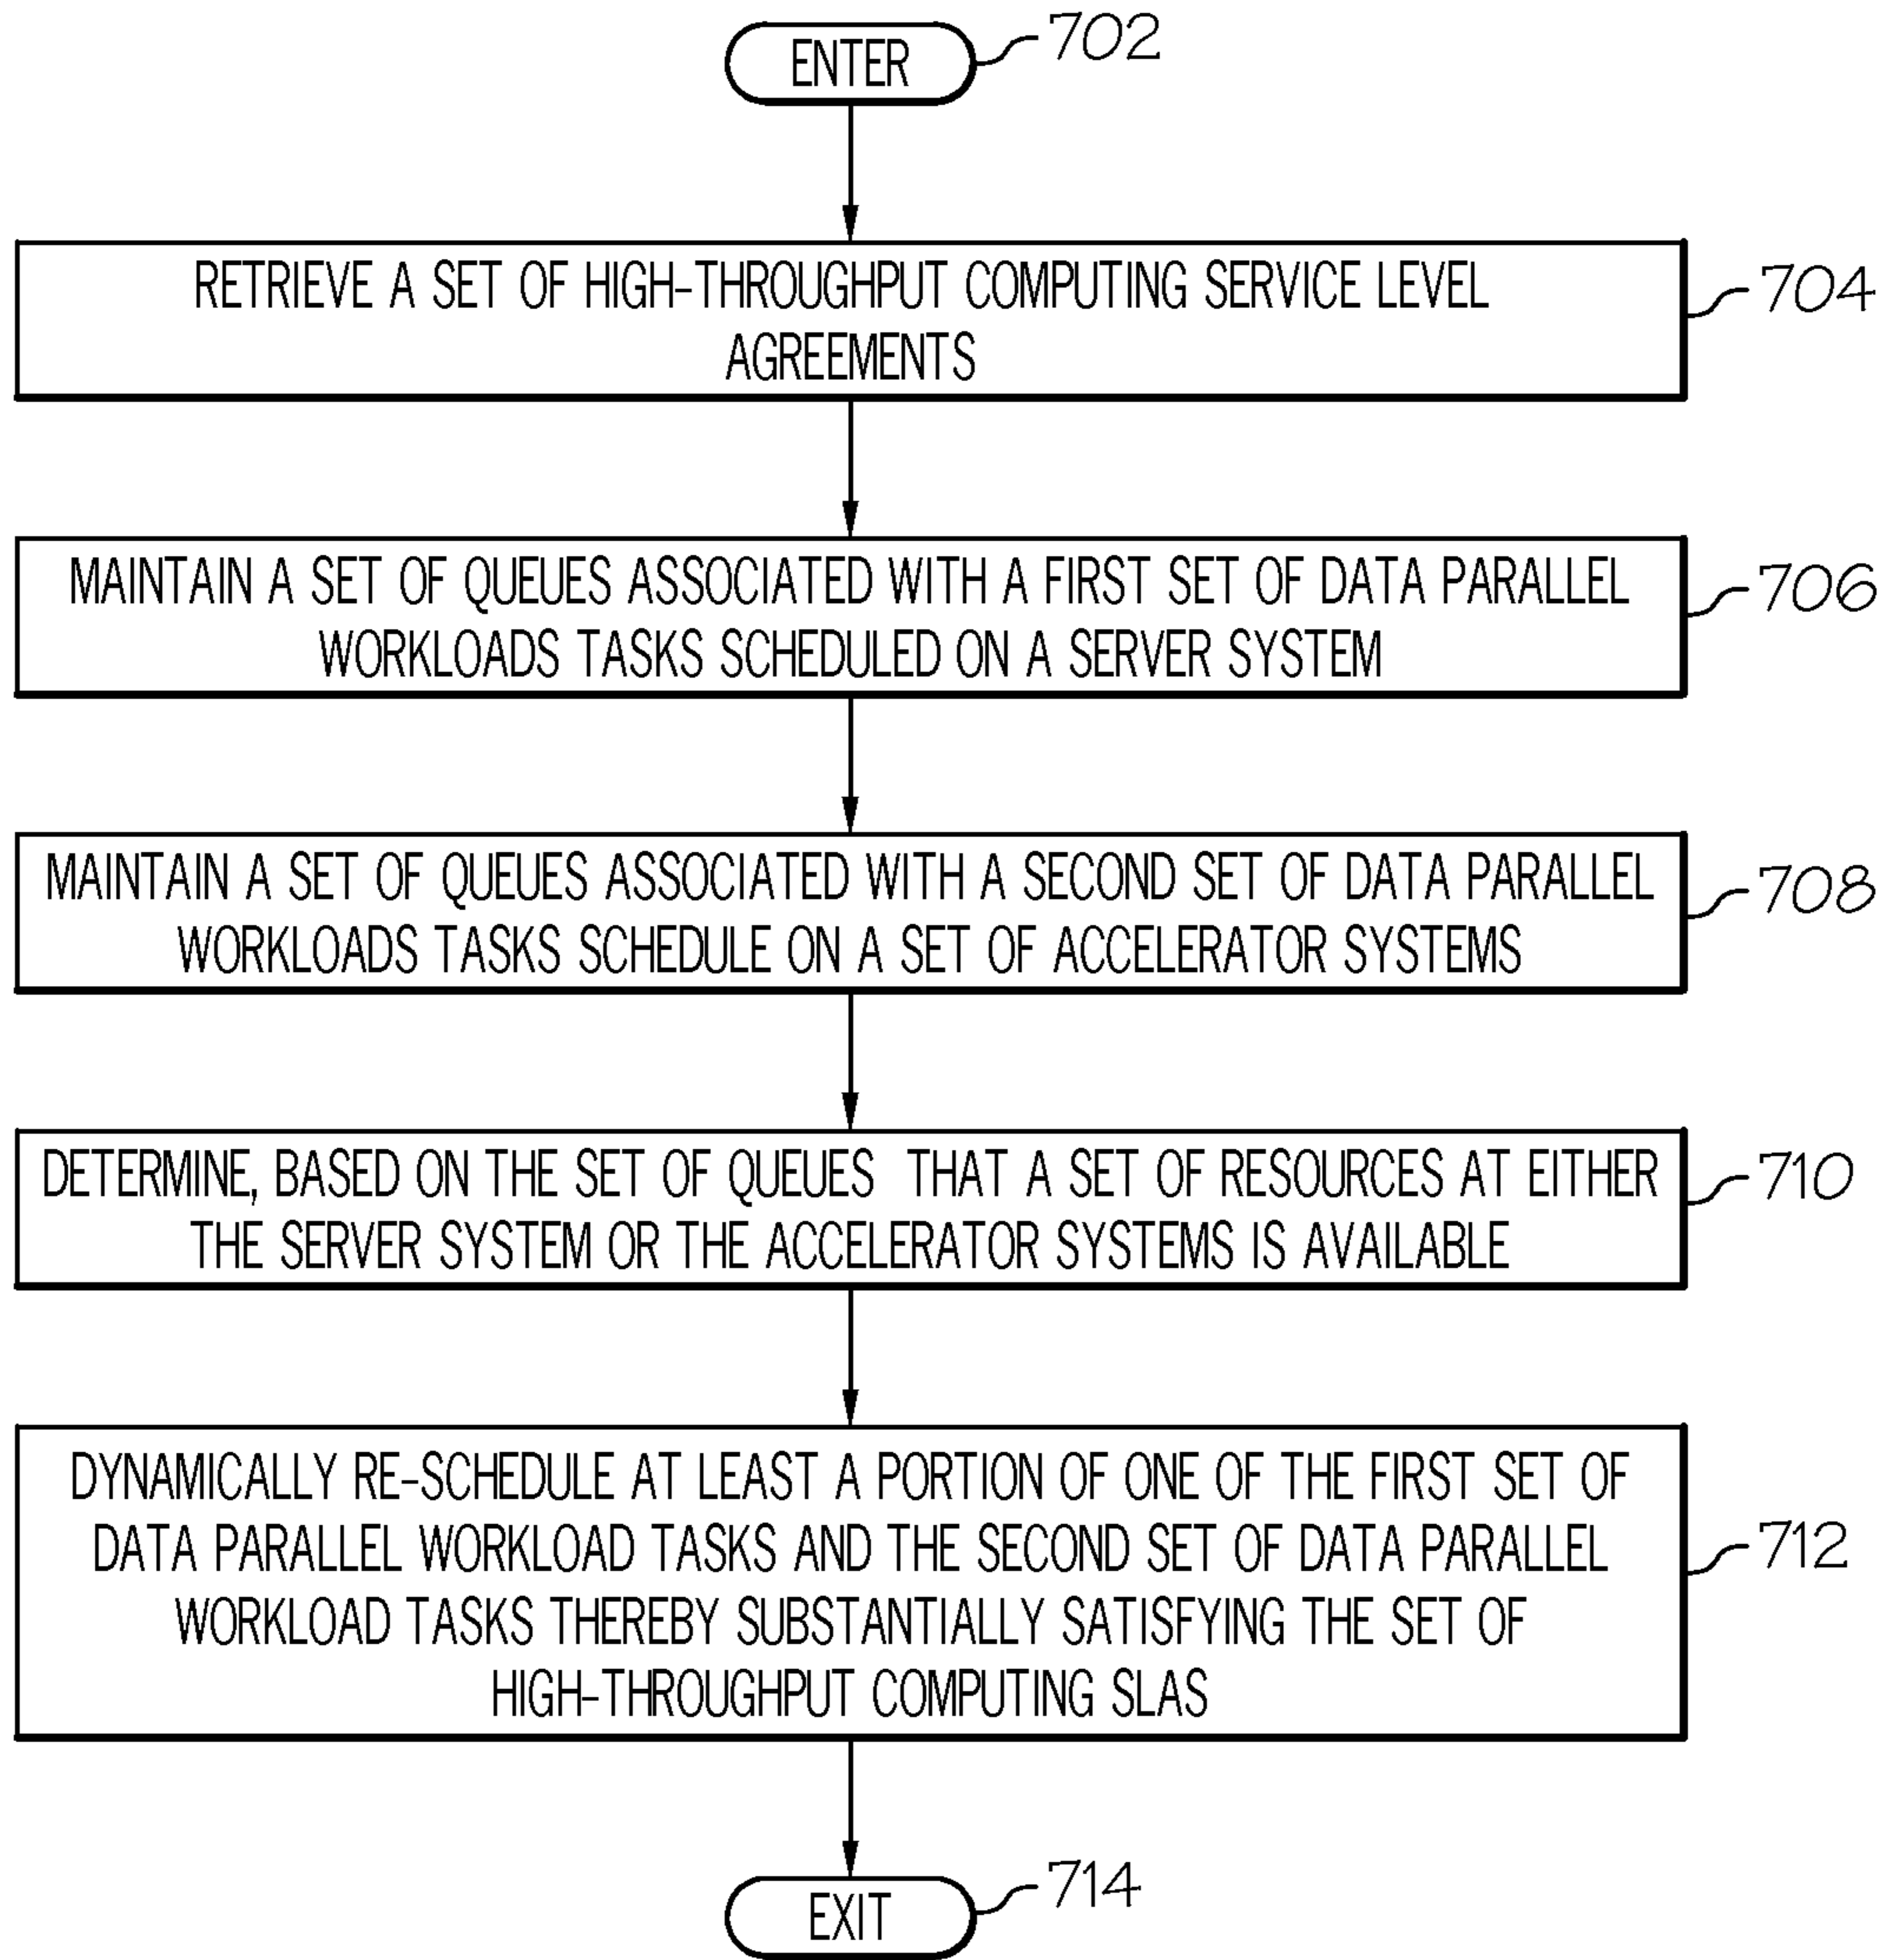 ENTER
702
RETRIEVE A SET OF HIGH-THROUGHPUT COMPUTING SERVICE LEVEL
AGREEMENTS
704
MAINTAIN A SET OF QUEUES ASSOCIATED WITH A FIRST SET OF DATA PARALLEL
WORKLOADS TASKS SCHEDULED ON A SERVER SYSTEM
706
MAINTAIN A SET OF QUEUES ASSOCIATED WITH A SECOND SET OF DATA PARALLEL
WORKLOADS TASKS SCHEDULE ON A SET OF ACCELERATOR SYSTEMS
708
DETERMINE, BASED ON THE SET OF QUEUES THAT A SET OF RESOURCES AT EITHER
THE SERVER SYSTEM OR THE ACCELERATOR SYSTEMS IS AVAILABLE
710
DYNAMICALLY RE-SCHEDULE AT LEAST A PORTION OF ONE OF THE FIRST SET OF
DATA PARALLEL WORKLOAD TASKS AND THE SECOND SET OF DATA PARALLEL
WORKLOAD TASKS THEREBY SUBSTANTIALLY SATISFYING THE SET OF
HIGH-THROUGHPUT COMPUTING SLAS
712
EXIT
714